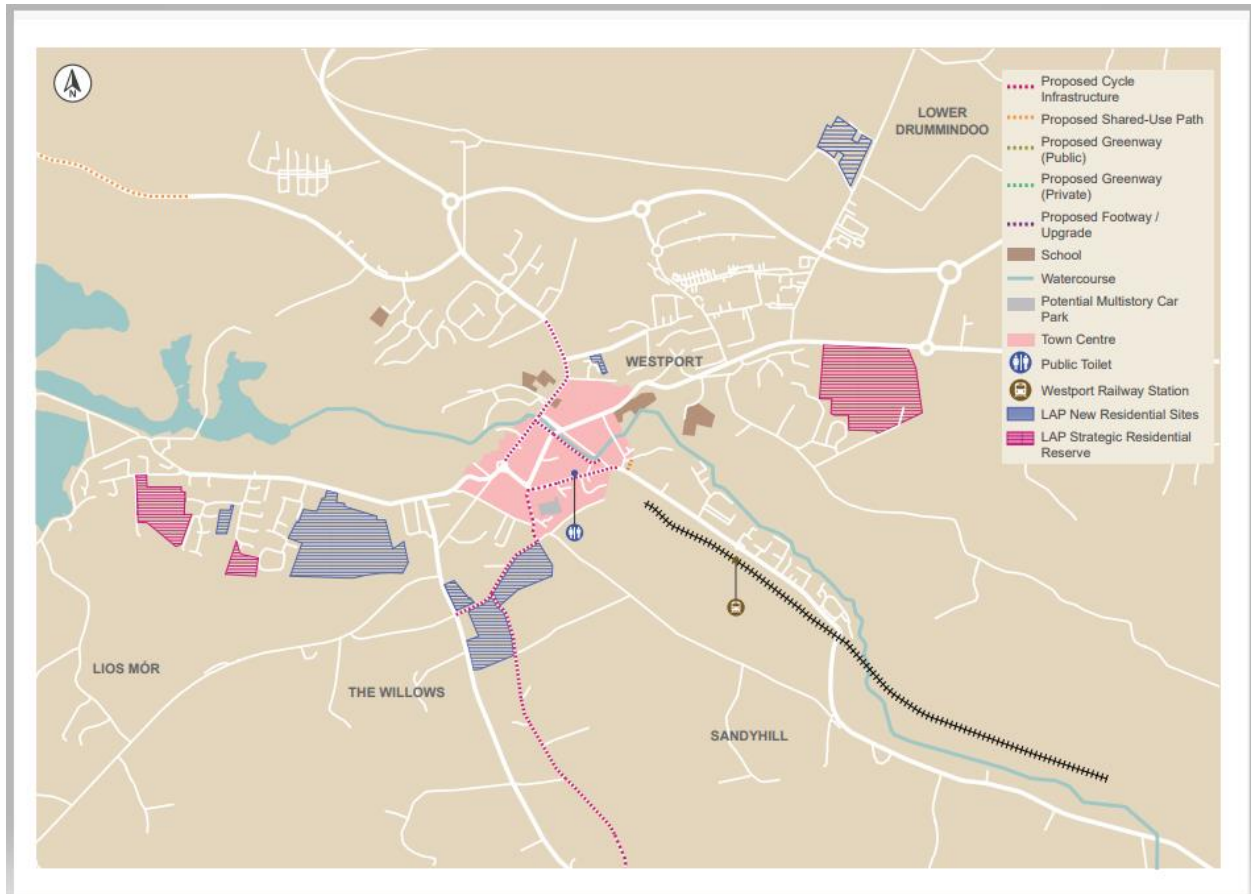 N
LOWER
DRUMMINDOO
WESTPORT
LIOS MÓR
THE WILLOWS
SANDYHILL
Proposed Cycle
Infrastructure
Proposed Shared-Use Path
Proposed Greenway
(Public)
Proposed Greenway
(Private)
Proposed Footway /
Upgrade
School
Watercourse
Potential Multistory Car
Park
Town Centre
Public Toilet
Westport Railway Station
LAP New Residential Sites
LAP Strategic Residential
Reserve